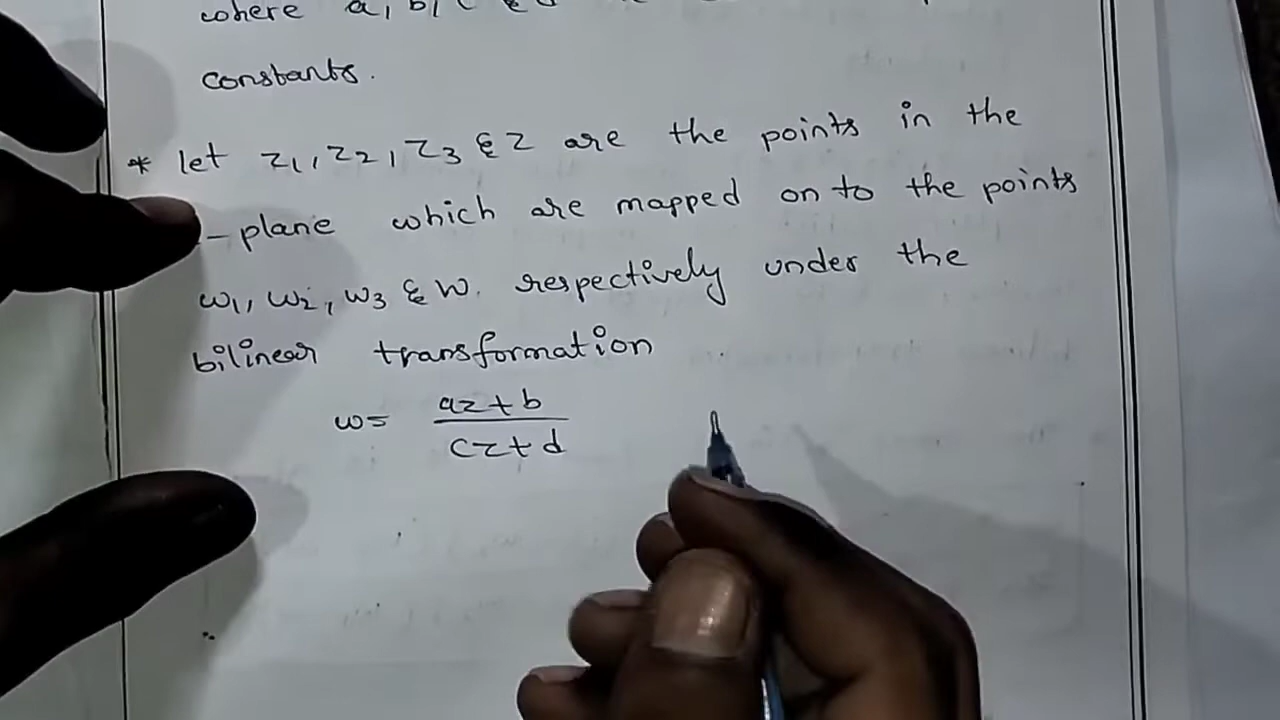 where a, b, c &
constants.
* let z1, z2, z3 & z are the points in the
- plane which are mapped on to the points
w1, w2, w3 & w. respectively under the
bilinear transformation
w= az+b / cz+d